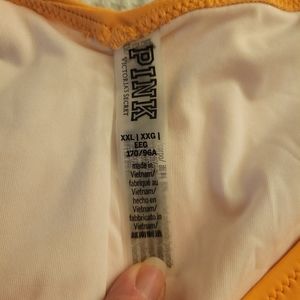 PINK
VICTORIA'S SECRET
XXL | XXG |
EEG
170/96A
made in
Vietnam/
fabriqué au
Vietnam/
hecho en
Vietnam/
fabbricato in
Vietnam/